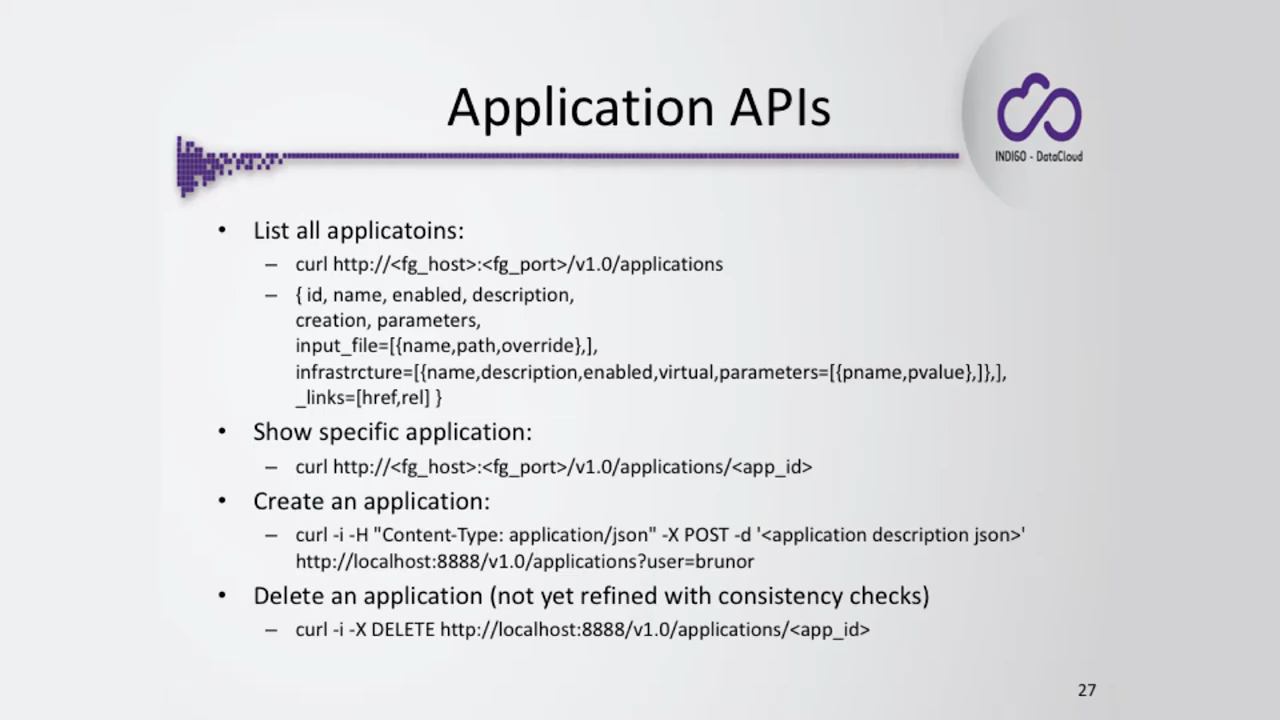 Application APIs
INDIGO - DataCloud
• List all applicatoins:
– curl http://<fg_host>:<fg_port>/v1.0/applications
– { id, name, enabled, description,
creation, parameters,
input_file=[{name,path,override},],
infrastrcture=[{name,description,enabled,virtual,parameters=[{pname,pvalue},]},],
_links=[href,rel] }
• Show specific application:
– curl http://<fg_host>:<fg_port>/v1.0/applications/<app_id>
• Create an application:
– curl -i -H "Content-Type: application/json" -X POST -d '<application description json>'
http://localhost:8888/v1.0/applications?user=brunor
• Delete an application (not yet refined with consistency checks)
– curl -i -X DELETE http://localhost:8888/v1.0/applications/<app_id>
27